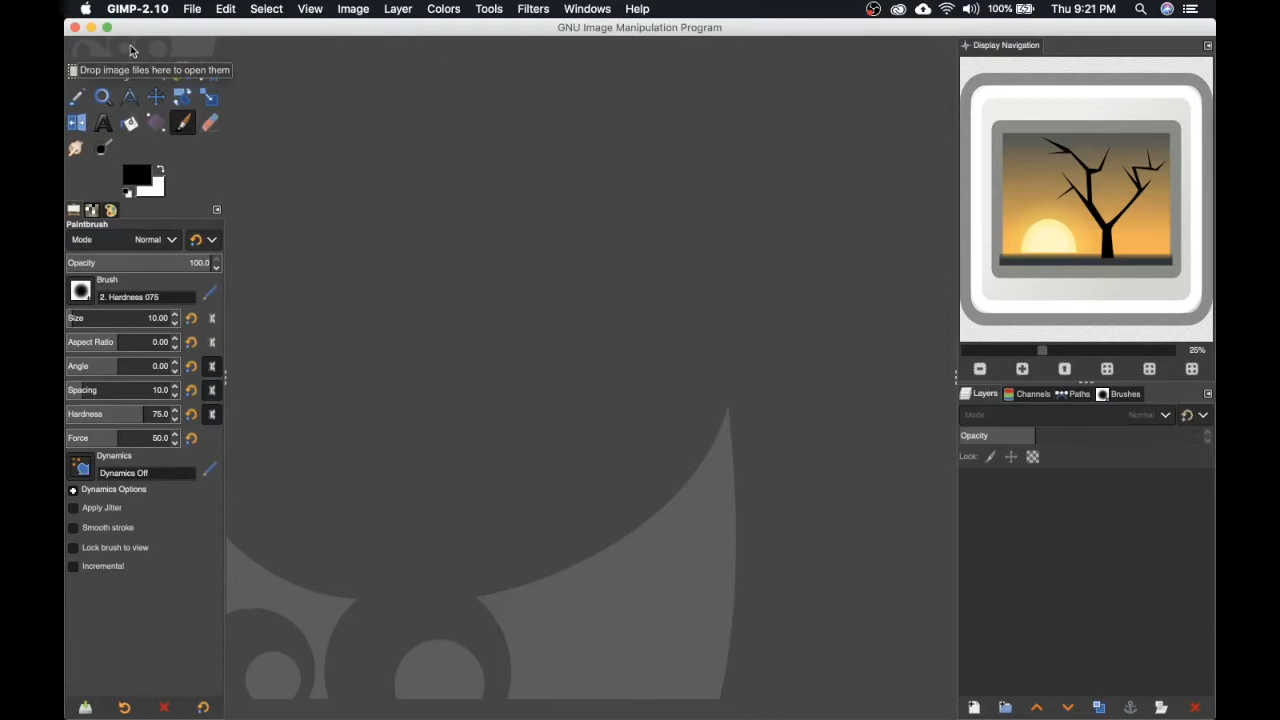 GIMP-2.10 File Edit Select View Image Layer Colors Tools Filters Windows Help 100% Thu 9:21 PM
GNU Image Manipulation Program
Display Navigation
Drop image files here to open them
Paintbrush
Mode Normal
Opacity 100.0
Brush
2. Hardness 075
Size 10.00
Aspect Ratio 0.00
Angle 0.00
Spacing 10.0
Hardness 75.0
Force 50.0
Dynamics
Dynamics Off
Dynamics Options
Apply Jitter
Smooth stroke
Lock brush to view
Incremental
25%
Layers Channels Paths Brushes
Mode Normal
Opacity
Lock: